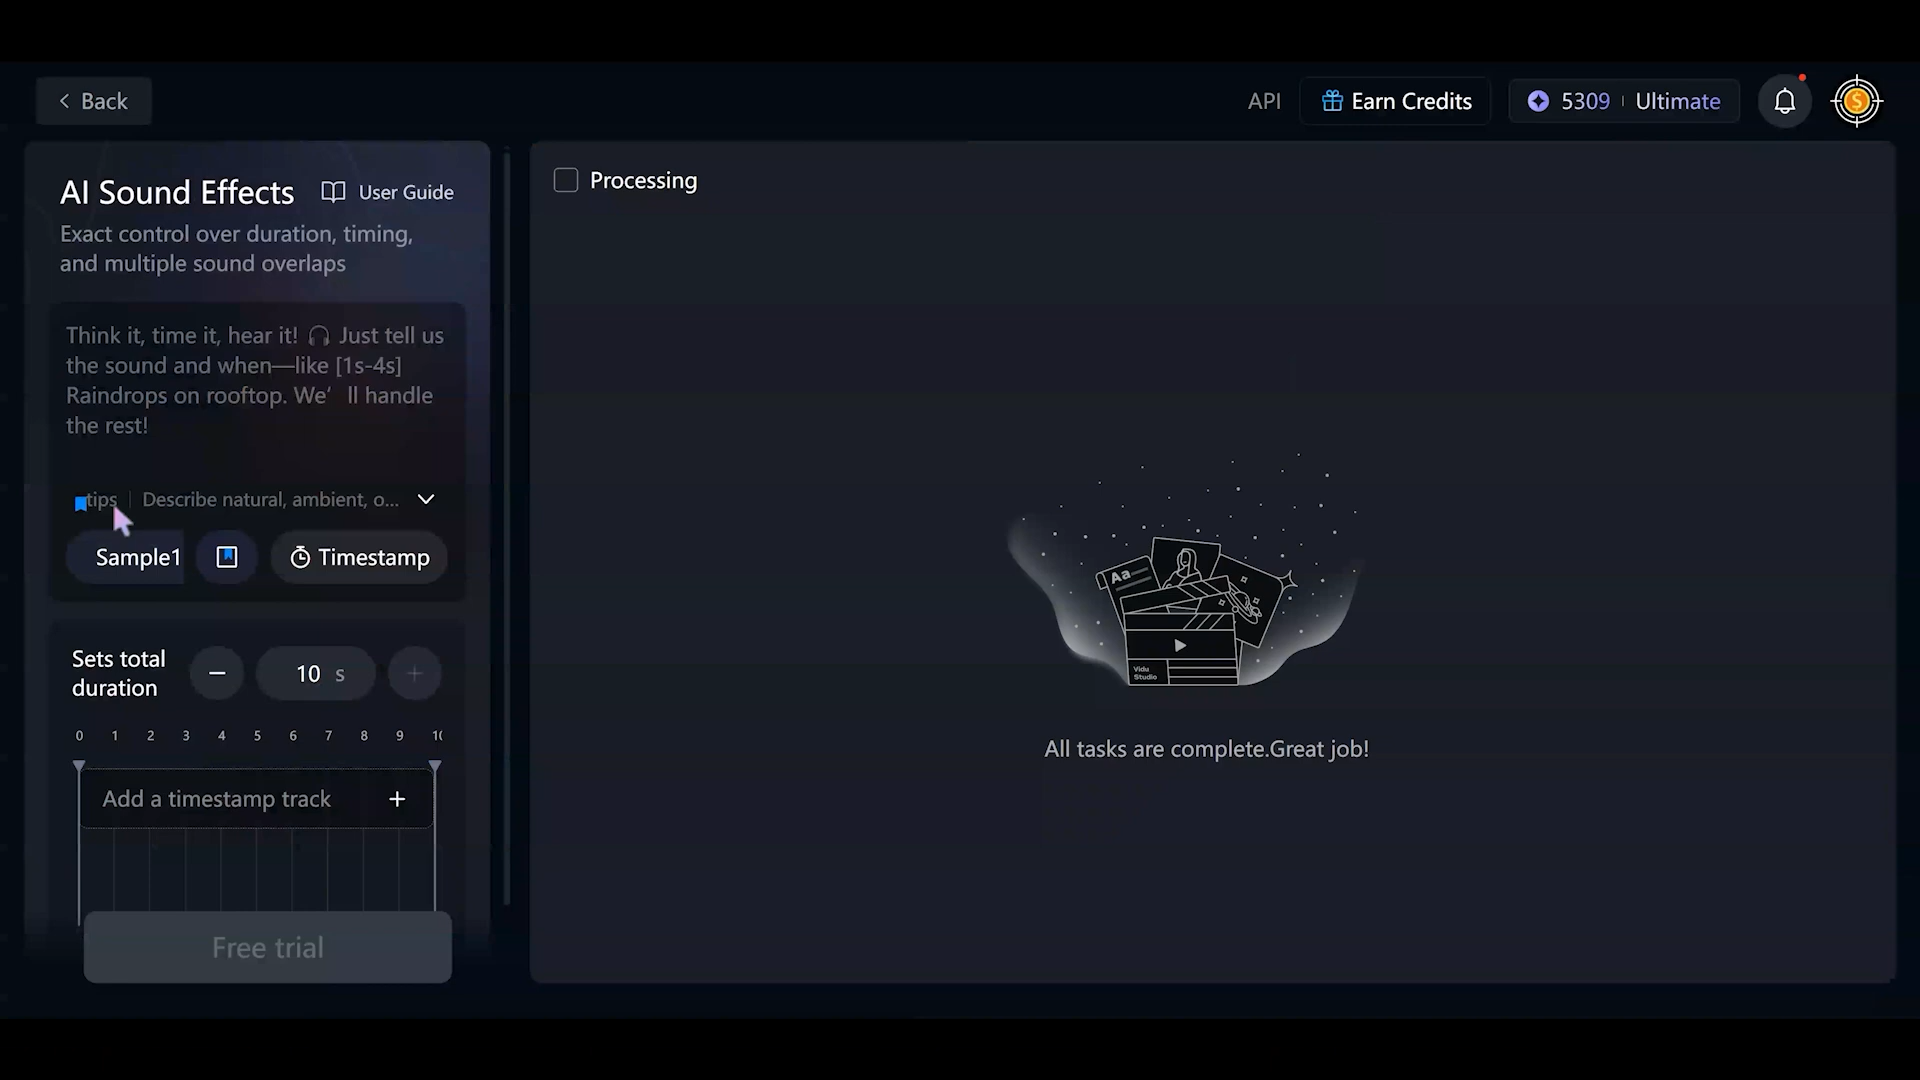 Back
API
Earn Credits
5309 | Ultimate
AI Sound Effects
User Guide
Exact control over duration, timing,
and multiple sound overlaps
Processing
Think it, time it, hear it! 🎧 Just tell us
the sound and when—like [1s-4s]
Raindrops on rooftop. We‘ ll handle
the rest!
tips | Describe natural, ambient, o...
Sample1
Timestamp
Sets total
duration
10 s
0 1 2 3 4 5 6 7 8 9 10
Add a timestamp track
Free trial
Aa
Vidu
Studio
All tasks are complete.Great job!